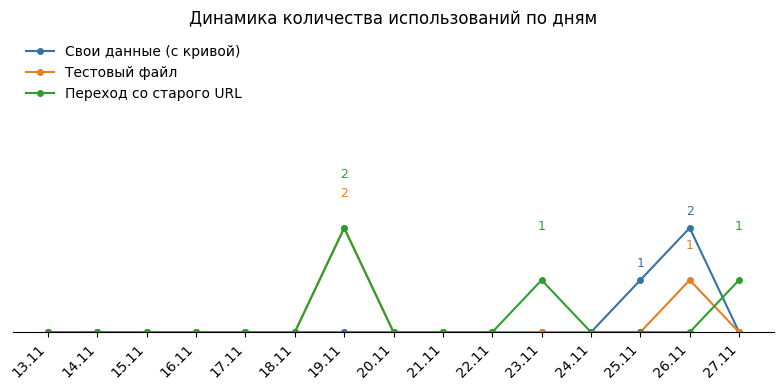 Динамика количества использований по дням
Свои данные (с кривой)
Тестовый файл
Переход со старого URL
2
2
1
2
1
1
1
13.11 14.11 15.11 16.11 17.11 18.11 19.11 20.11 21.11 22.11 23.11 24.11 25.11 26.11 27.11